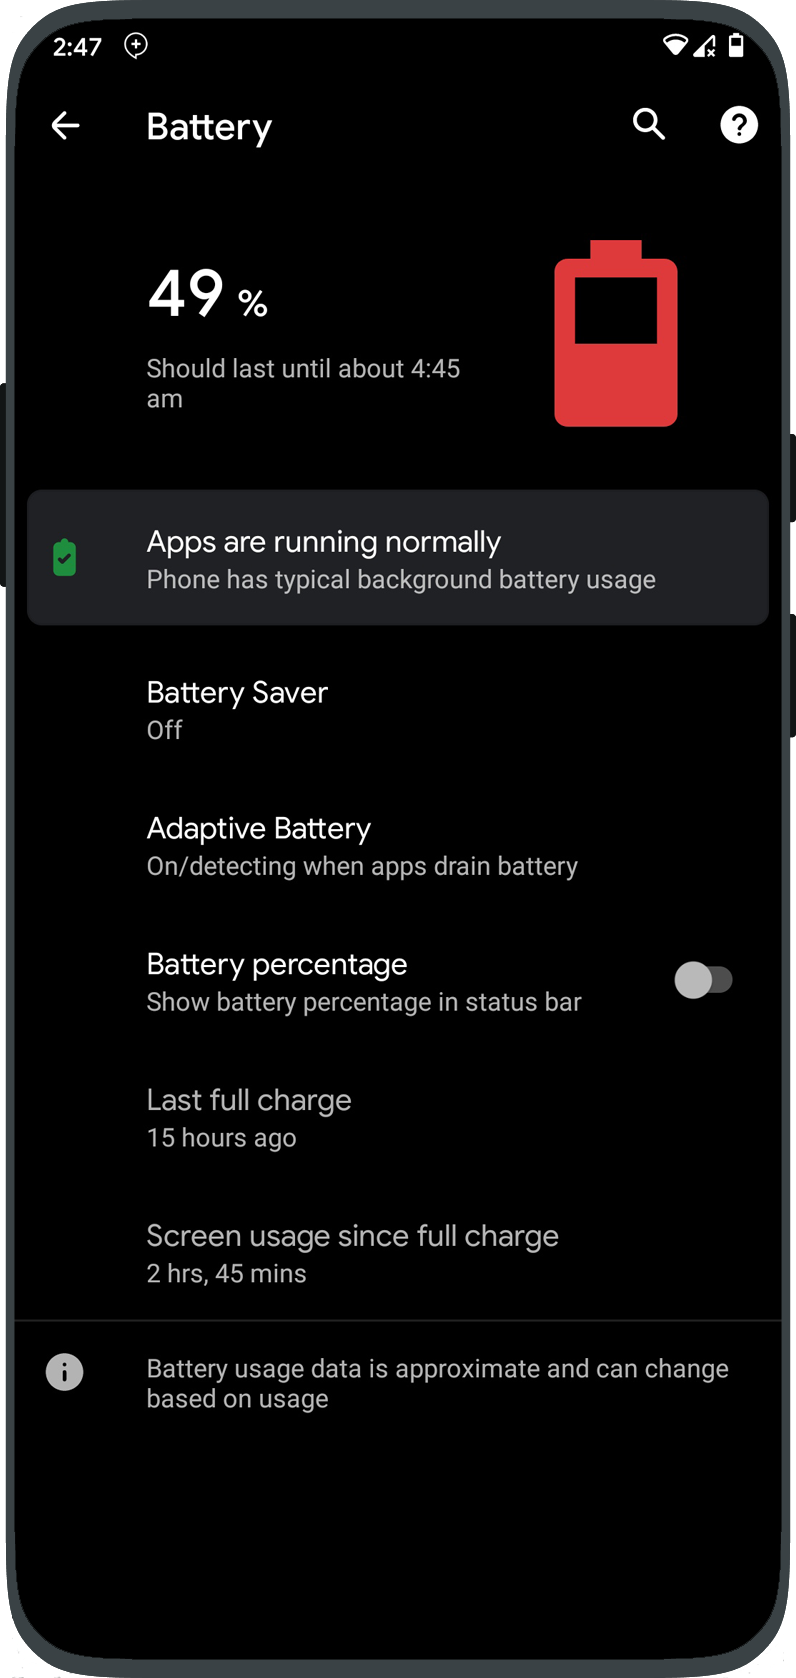 2:47
Battery
49 %
Should last until about 4:45
am
Apps are running normally
Phone has typical background battery usage
Battery Saver
Off
Adaptive Battery
On/detecting when apps drain battery
Battery percentage
Show battery percentage in status bar
Last full charge
15 hours ago
Screen usage since full charge
2 hrs, 45 mins
Battery usage data is approximate and can change
based on usage